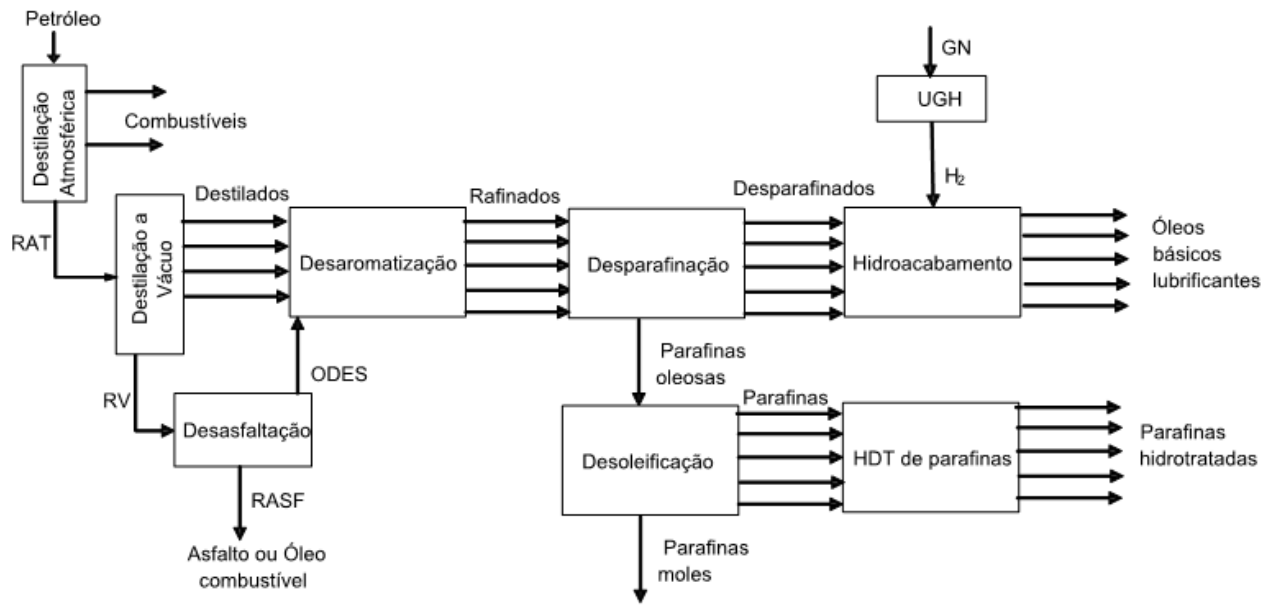 Petróleo
GN
Destilação
Atmosférica
UGH
Combustíveis
H₂
Destilados
Rafinados
Desparafinados
RAT
Destilação a
Vácuo
Desaromatização
Desparafinação
Hidroacabamento
Óleos
básicos
lubrificantes
RV
ODES
Parafinas
oleosas
Desasfaltação
Parafinas
Desoleificação
HDT de parafinas
Parafinas
hidrotratadas
RASF
Asfalto ou Óleo
combustível
Parafinas
moles